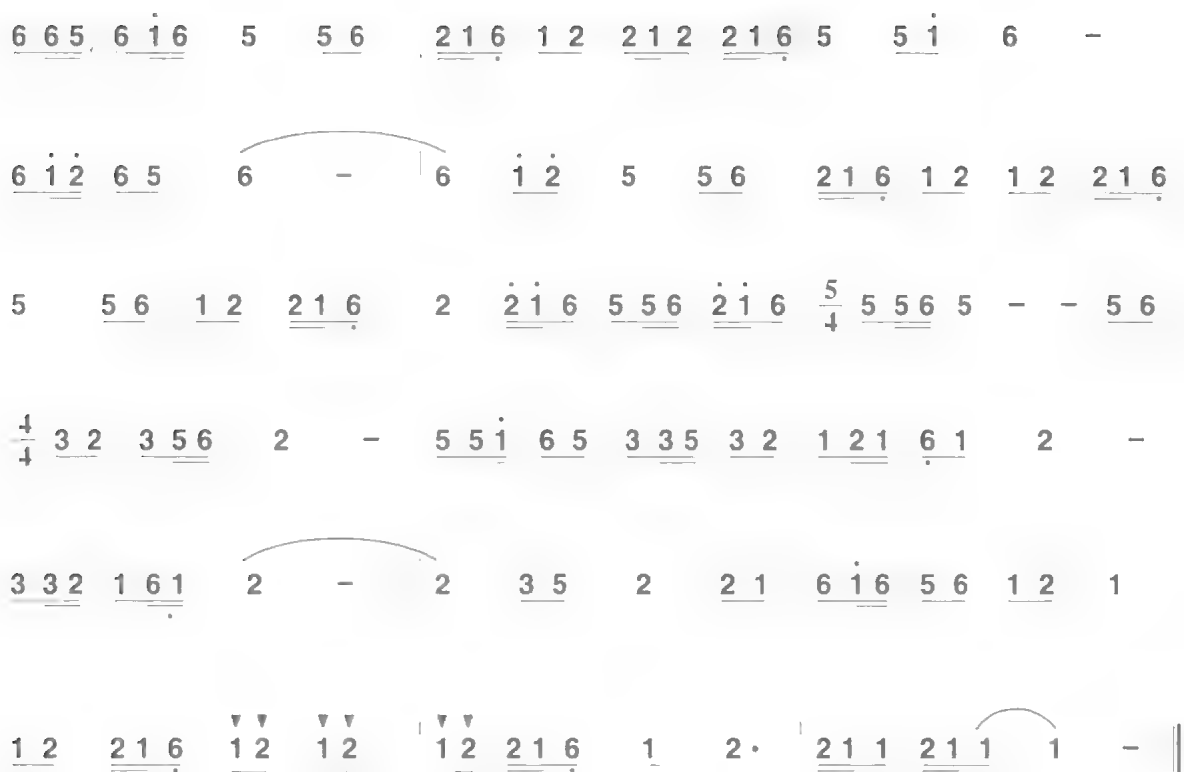 6 6 5 6 1̇ 6 5 5 6 2 1 6̣ 1 2 2 1 2 2 1 6̣ 5 5 1̇ 6 –
6 1̇ 2̇ 6 5 6 – 6 1̇ 2̇ 5 5 6 2 1 6̣ 1 2 1 2 2 1 6̣
5 5 6 1 2 2 1 6̣ 2 2̇ 1̇ 6 5 5 6 2̇ 1̇ 6 5/4 5 5 6 5 – – 5 6
4/4 3 2 3 5 6 2 – 5 5 1̇ 6 5 3 3 5 3 2 1 2 1 6̣ 1 2 –
3 3 2 1 6̣ 1 2 – 2 3 5 2 2 1 6 1̇ 6 5 6 1 2 1
1 2 2 1 6̣ 1 2 1 2 1 2 2 1 6̣ 1 2· 2 1 1 2 1 1 1 –